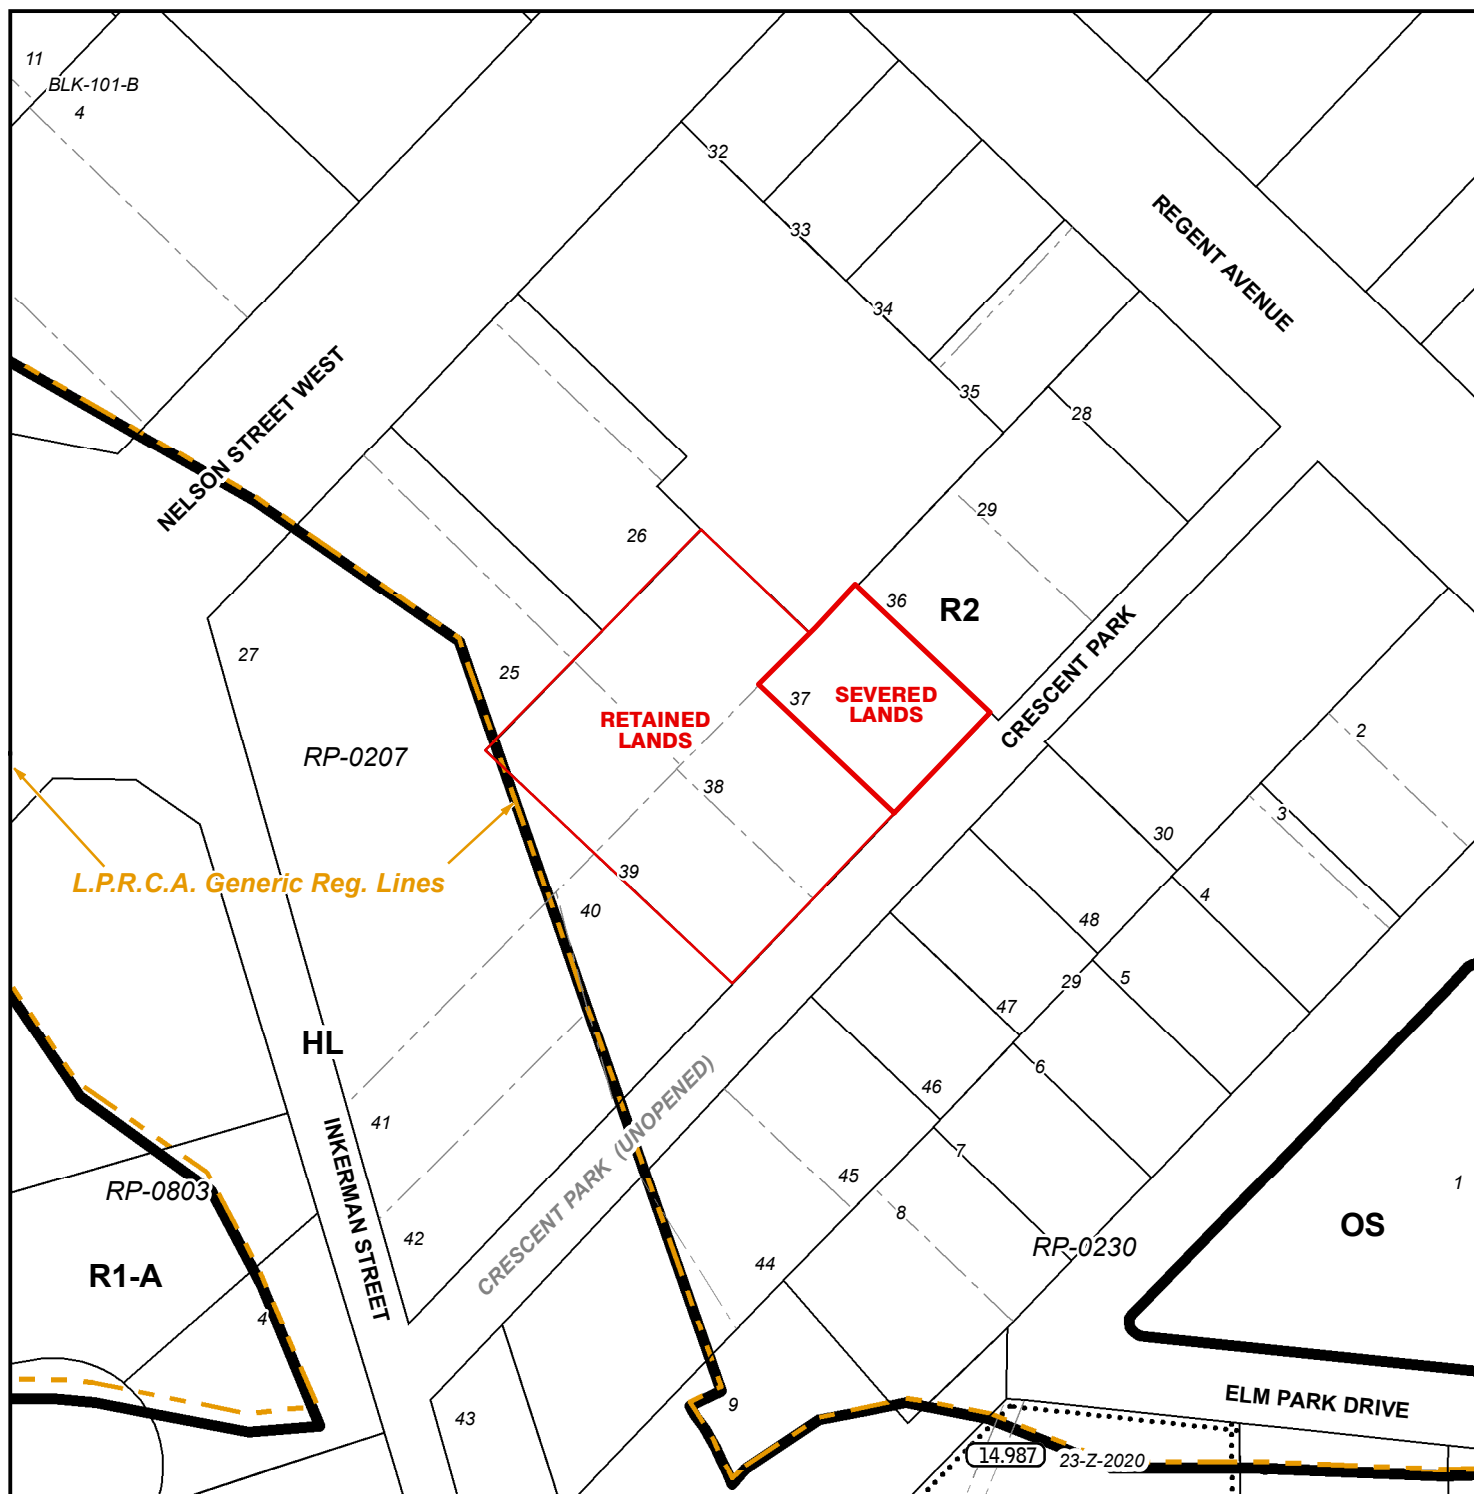 11
BLK-101-B
4
32
33
34
35
28
29
REGENT AVENUE
NELSON STREET WEST
26
25
27
36
R2
37
SEVERED
LANDS
RETAINED
LANDS
38
39
40
RP-0207
CRESCENT PARK
L.P.R.C.A. Generic Reg. Lines
2
3
30
4
48
29
5
47
6
46
7
45
8
44
HL
41
42
INKERMAN STREET
CRESCENT PARK (UNOPENED)
RP-0803
R1-A
4
RP-0230
1
OS
43
9
ELM PARK DRIVE
14.987
23-Z-2020